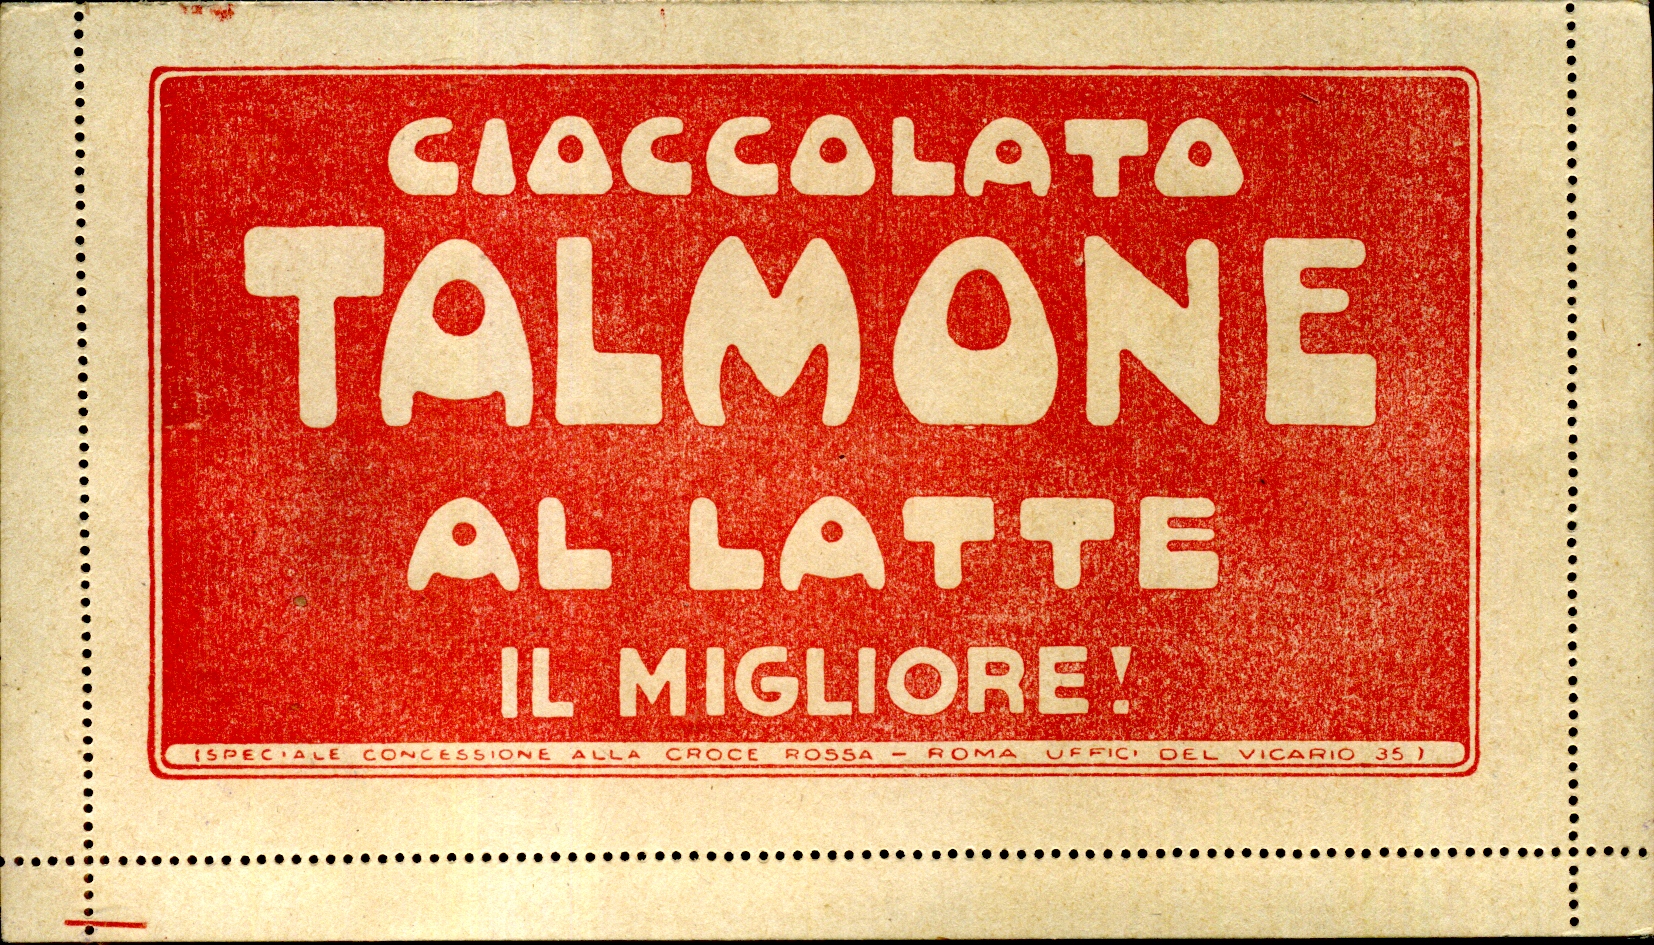 CIOCCOLATO
TALMONE
AL LATTE
IL MIGLIORE!
(SPECIALE CONCESSIONE ALLA CROCE ROSSA – ROMA UFFICI DEL VICARIO 35)